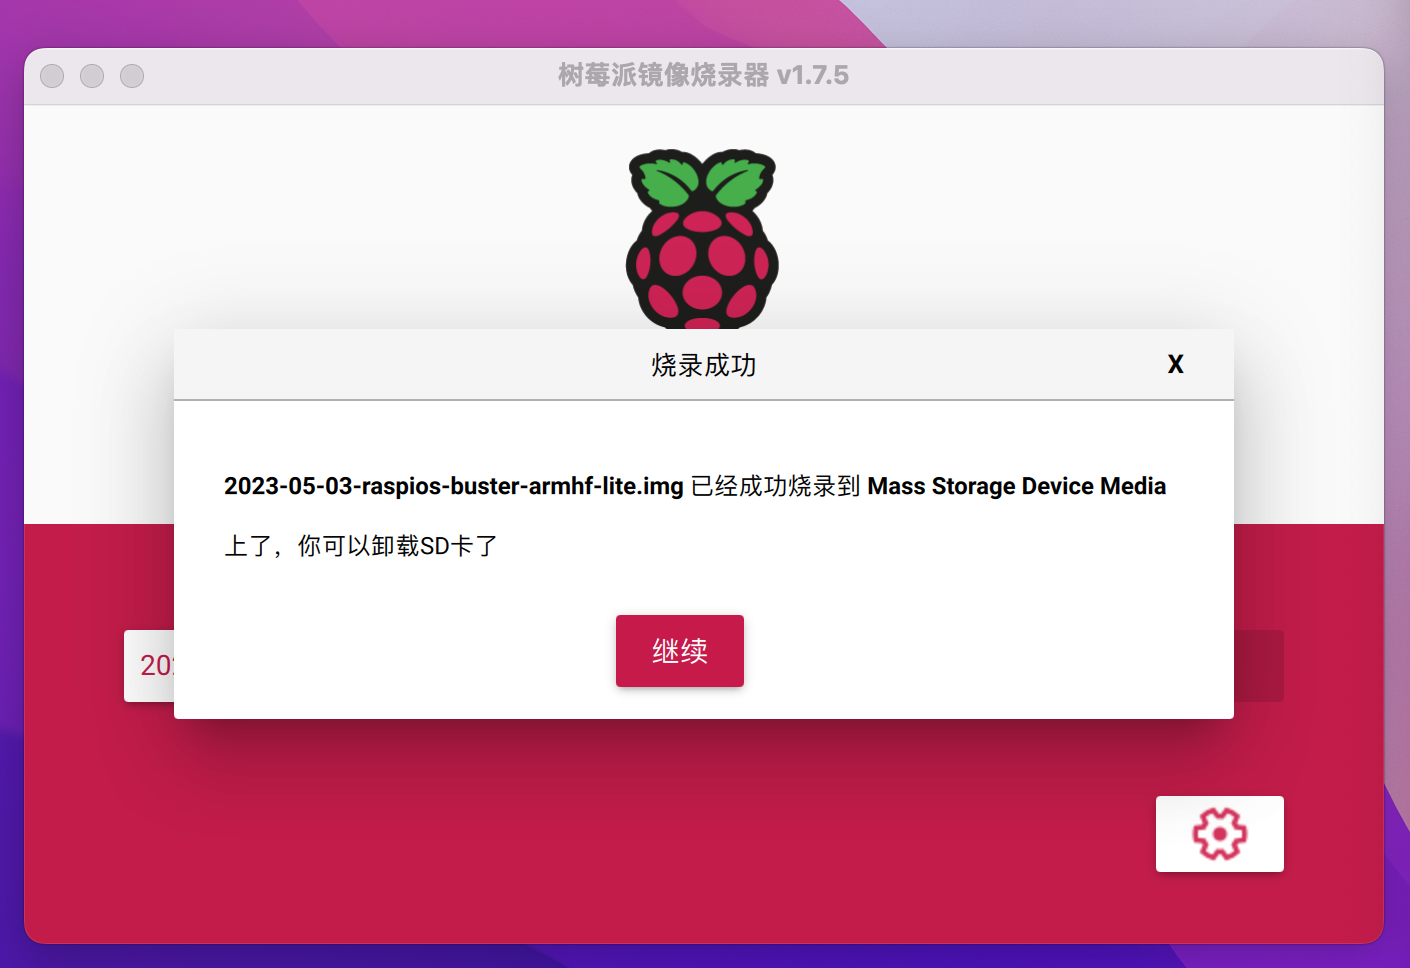 树莓派镜像烧录器 v1.7.5
烧录成功 X
2023-05-03-raspios-buster-armhf-lite.img 已经成功烧录到 Mass Storage Device Media
上了，你可以卸载SD卡了
继续